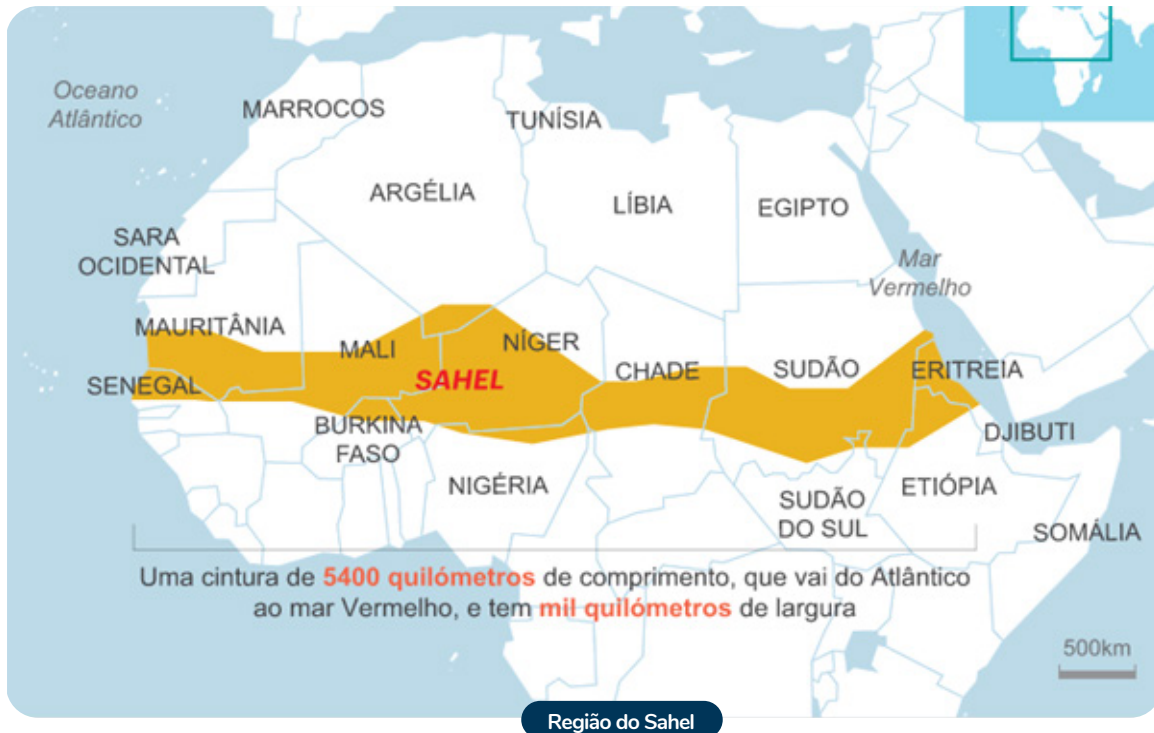 Oceano
Atlântico
MARROCOS
TUNÍSIA
ARGÉLIA
LÍBIA
EGIPTO
SARA
OCIDENTAL
Mar
Vermelho
MAURITÂNIA
MALI
NÍGER
CHADE
SUDÃO
ERITREIA
SENEGAL
SAHEL
BURKINA
FASO
DJIBUTI
NIGÉRIA
SUDÃO
DO SUL
ETIÓPIA
SOMÁLIA
Uma cintura de 5400 quilómetros de comprimento, que vai do Atlântico
ao mar Vermelho, e tem mil quilómetros de largura
500km
Região do Sahel